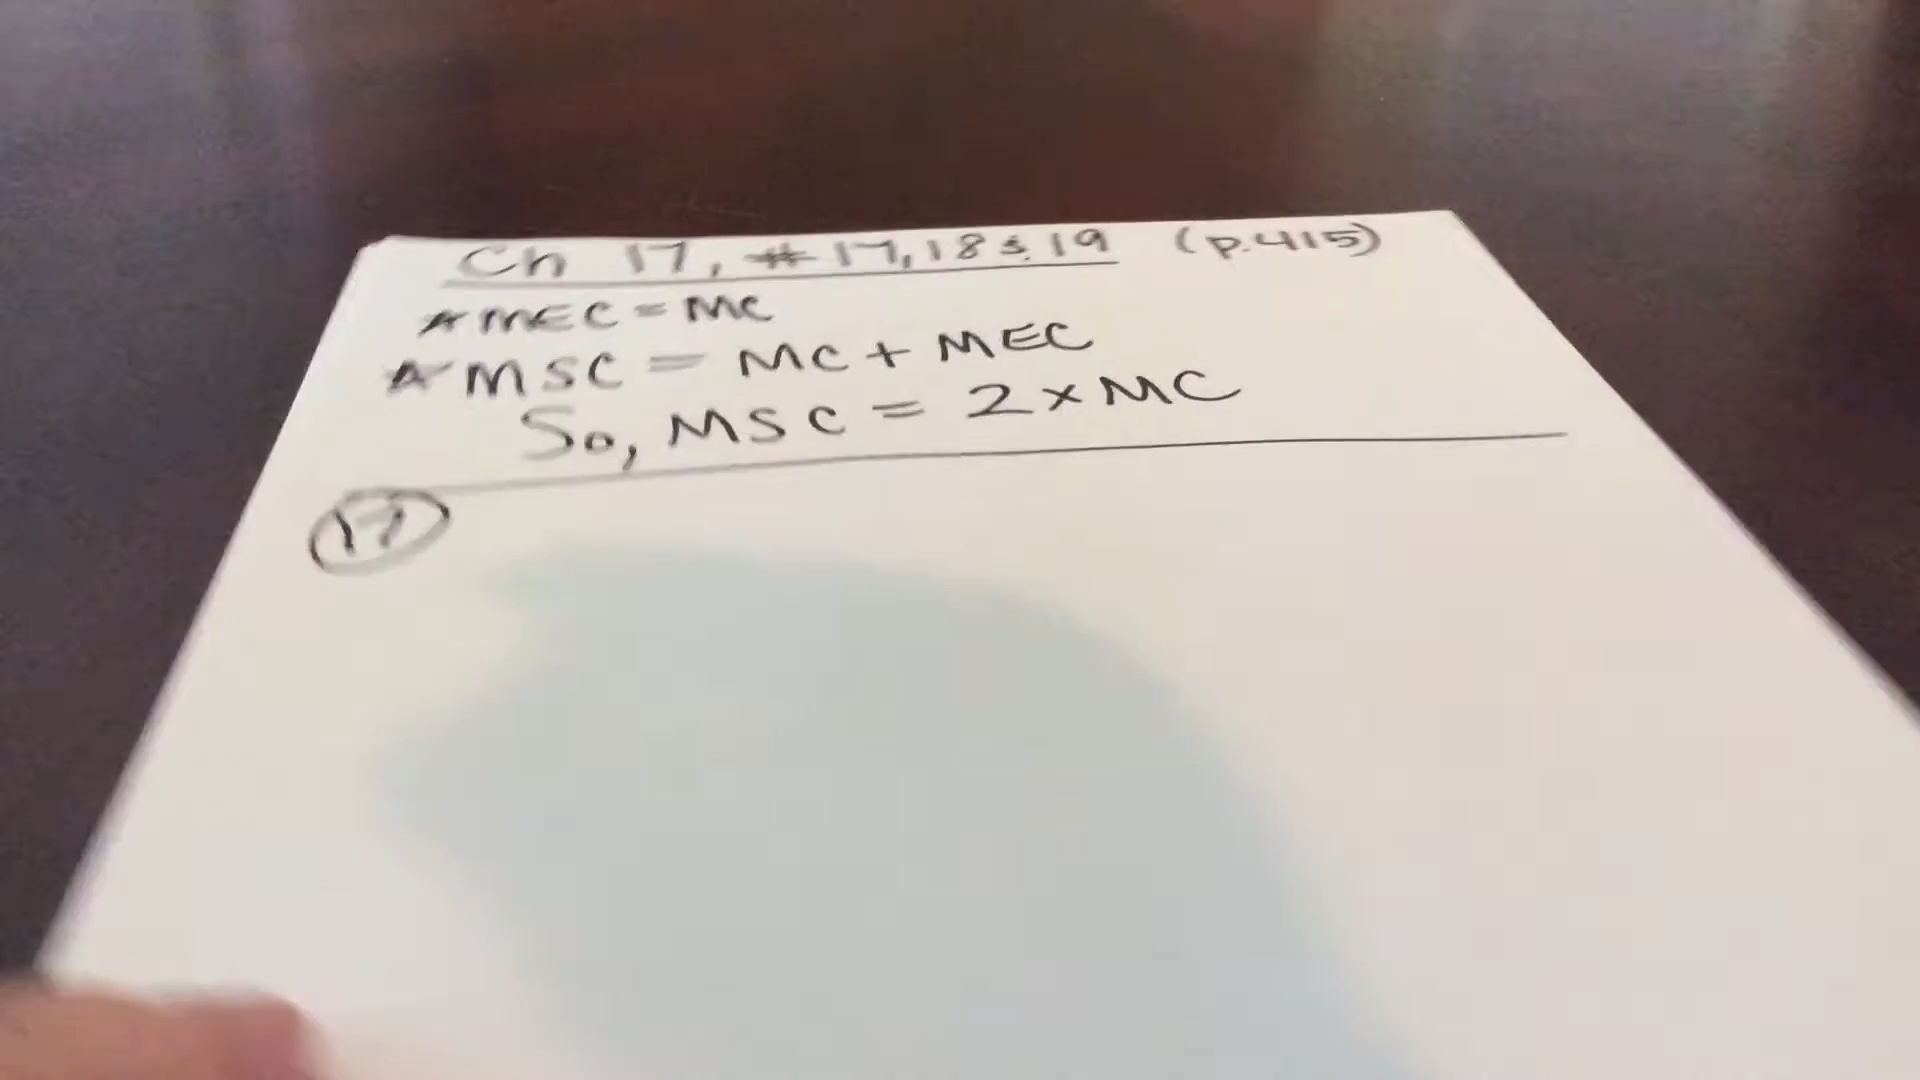 Ch 17, # 17, 18 & 19 (p. 415)
* MEC = MC
* MSC = MC + MEC
So, MSC = 2 x MC
17